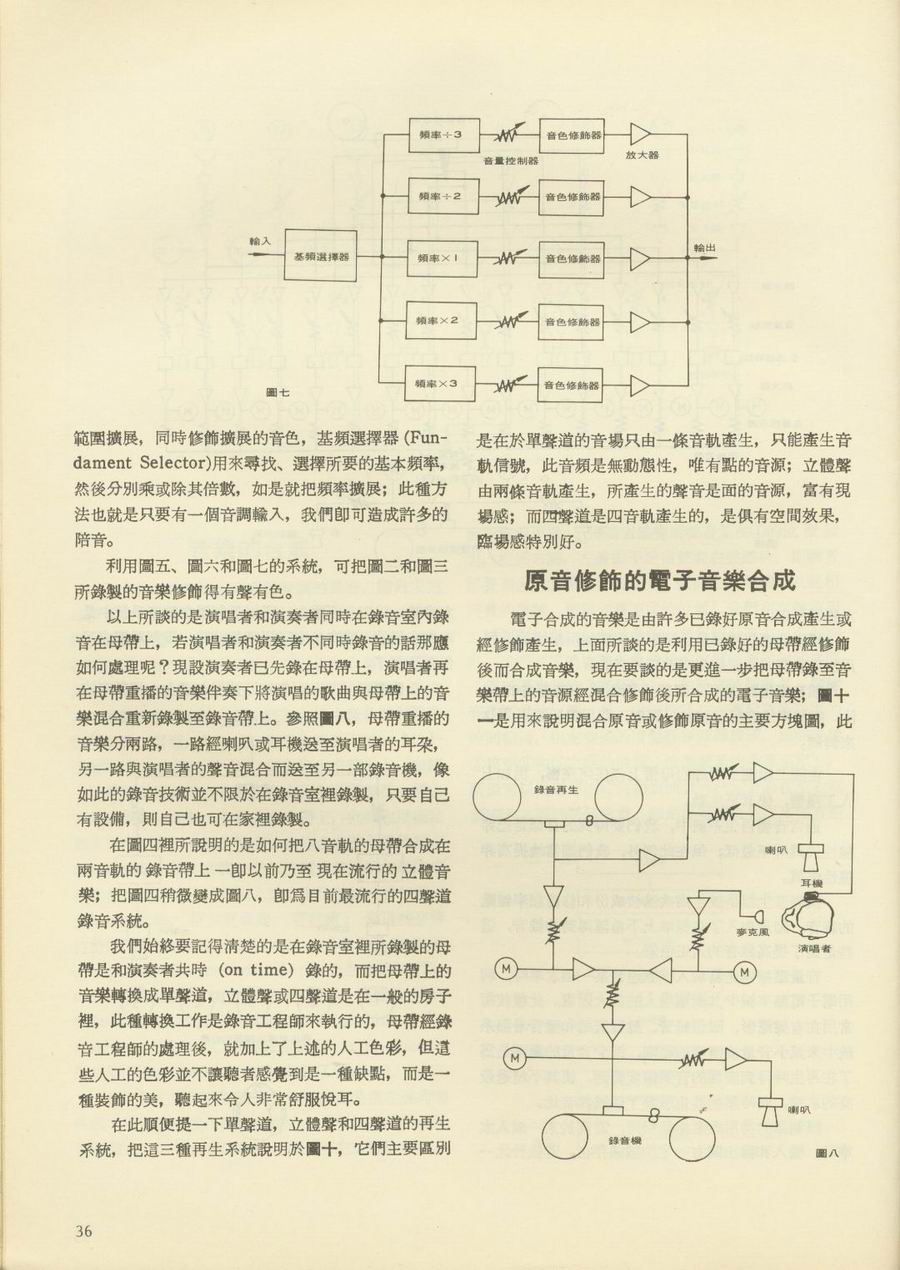 頻率÷3
音色修飾器
音量控制器
放大器
頻率÷2
音色修飾器
輸入
基頻選擇器
頻率×1
音色修飾器
輸出
頻率×2
音色修飾器
頻率×3
音色修飾器
圖七
範圍擴展，同時修飾擴展的音色，基頻選擇器 (Fun-
dament Selector)用來尋找、選擇所要的基本頻率，
然後分別乘或除其倍數，如是就把頻率擴展；此種方
法也就是只要有一個音調輸入，我們卽可造成許多的
陪音。
利用圖五、圖六和圖七的系統，可把圖二和圖三
所錄製的音樂修飾得有聲有色。
以上所談的是演唱者和演奏者同時在錄音室內錄
音在母帶上，若演唱者和演奏者不同時錄音的話那應
如何處理呢？現設演奏者已先錄在母帶上，演唱者再
在母帶重播的音樂伴奏下將演唱的歌曲與母帶上的音
樂混合重新錄製至錄音帶上。參照圖八，母帶重播的
音樂分兩路，一路經喇叭或耳機送至演唱者的耳朶，
另一路與演唱者的聲音混合而送至另一部錄音機，像
如此的錄音技術並不限於在錄音室裡錄製，只要自己
有設備，則自己也可在家裡錄製。
在圖四裡所說明的是如何把八音軌的母帶合成在
兩音軌的 錄音帶上 一卽以前乃至 現在流行的 立體音
樂；把圖四稍微變成圖八，卽爲目前最流行的四聲道
錄音系統。
我們始終要記得清楚的是在錄音室裡所錄製的母
帶是和演奏者共時 (on time) 錄的，而把母帶上的
音樂轉換成單聲道，立體聲或四聲道是在一般的房子
裡，此種轉換工作是錄音工程師來執行的，母帶經錄
音工程師的處理後，就加上了上述的人工色彩，但這
些人工的色彩並不讓聽者感覺到是一種缺點，而是一
種裝飾的美，聽起來令人非常舒服悅耳。
在此順便提一下單聲道，立體聲和四聲道的再生
系統，把這三種再生系統說明於圖十，它們主要區別
是在於單聲道的音場只由一條音軌產生，只能產生音
軌信號，此音頻是無動態性，唯有點的音源；立體聲
由兩條音軌產生，所產生的聲音是面的音源，富有現
場感；而四聲道是四音軌產生的，是俱有空間效果，
臨場感特別好。
原音修飾的電子音樂合成
電子合成的音樂是由許多已錄好原音合成產生或
經修飾產生，上面所談的是利用已錄好的母帶經修飾
後而合成音樂，現在要談的是更進一步把母帶錄至音
樂帶上的音源經混合修飾後所合成的電子音樂；圖十
一是用來說明混合原音或修飾原音的主要方塊圖，此
錄音再生
喇叭
耳機
麥克風
演唱者
M
M
M
喇叭
錄音機
圖八
36